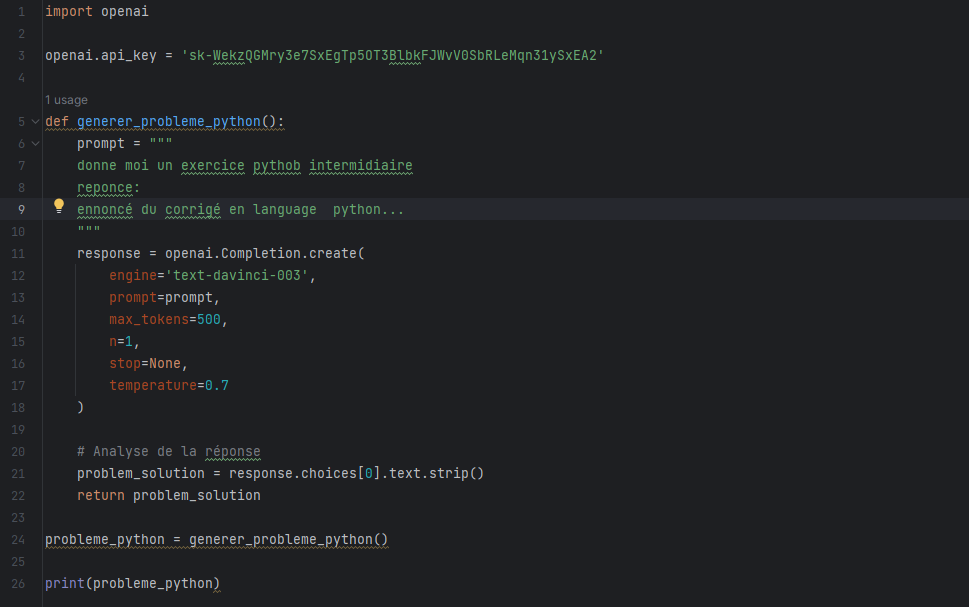 1 import openai
2
3 openai.api_key = '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'
4
1 usage
5 def generer_probleme_python():
6     prompt = """
7     donne moi un exercice pythob intermidiaire
8     reponce:
9     ennoncé du corrigé en language  python...
10     """
11     response = openai.Completion.create(
12         engine='text-davinci-003',
13         prompt=prompt,
14         max_tokens=500,
15         n=1,
16         stop=None,
17         temperature=0.7
18     )
19
20     # Analyse de la réponse
21     problem_solution = response.choices[0].text.strip()
22     return problem_solution
23
24 probleme_python = generer_probleme_python()
25
26 print(probleme_python)